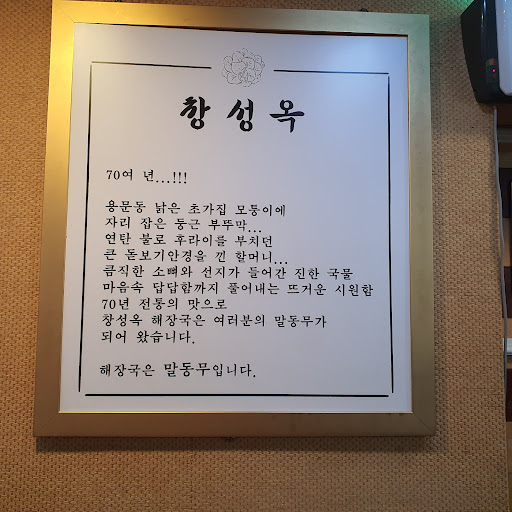 창성옥
70여 년...!!!
용문동 낡은 초가집 모퉁이에
자리 잡은 둥근 부뚜막...
연탄 불로 후라이를 부치던
큰 돋보기안경을 낀 할머니...
큼직한 소뼈와 선지가 들어간 진한 국물
마음속 답답함까지 풀어내는 뜨거운 시원함
70년 전통의 맛으로
창성옥 해장국은 여러분의 말동무가
되어 왔습니다.
해장국은 말동무입니다.